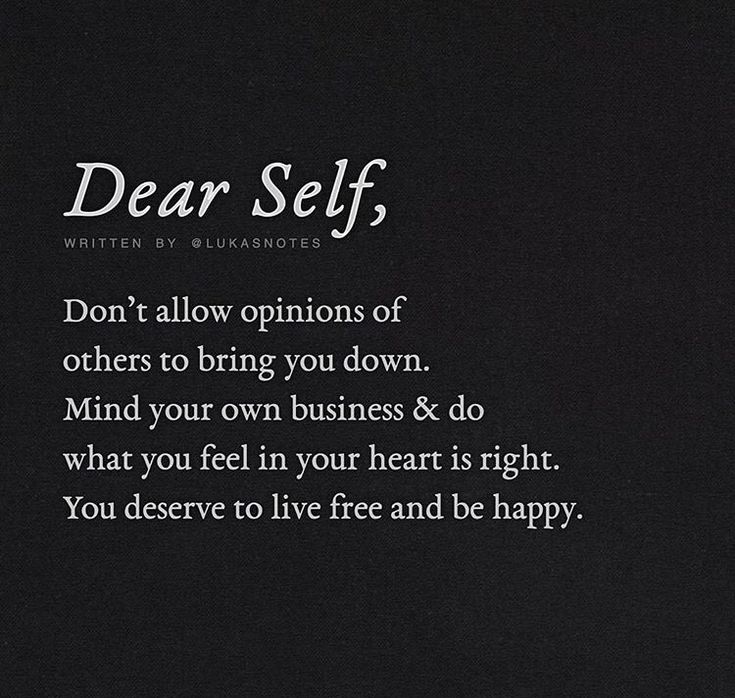 Dear Self,
WRITTEN BY @LUKASNOTES
Don’t allow opinions of
others to bring you down.
Mind your own business & do
what you feel in your heart is right.
You deserve to live free and be happy.